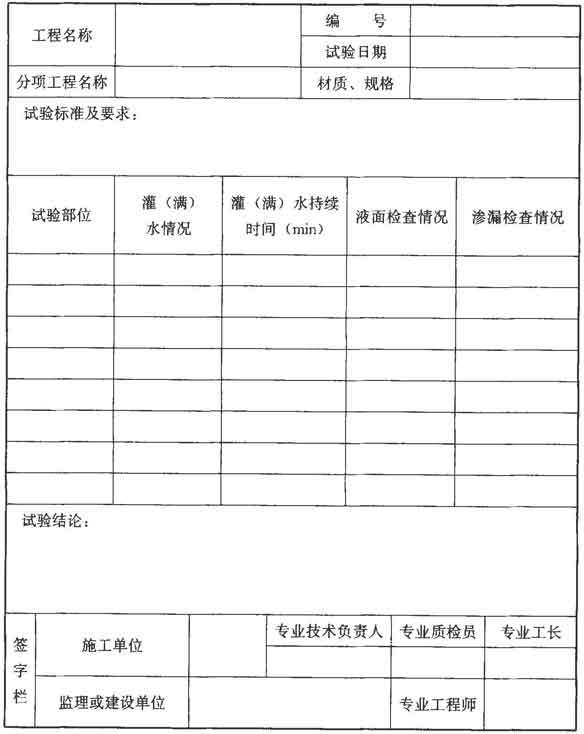 工程名称
编 号
试验日期
分项工程名称
材质、规格
试验标准及要求：
试验部位
灌（满）
水情况
灌（满）水持续
时间（min）
液面检查情况
渗漏检查情况
试验结论：
签字栏
施工单位
专业技术负责人
专业质检员
专业工长
监理或建设单位
专业工程师